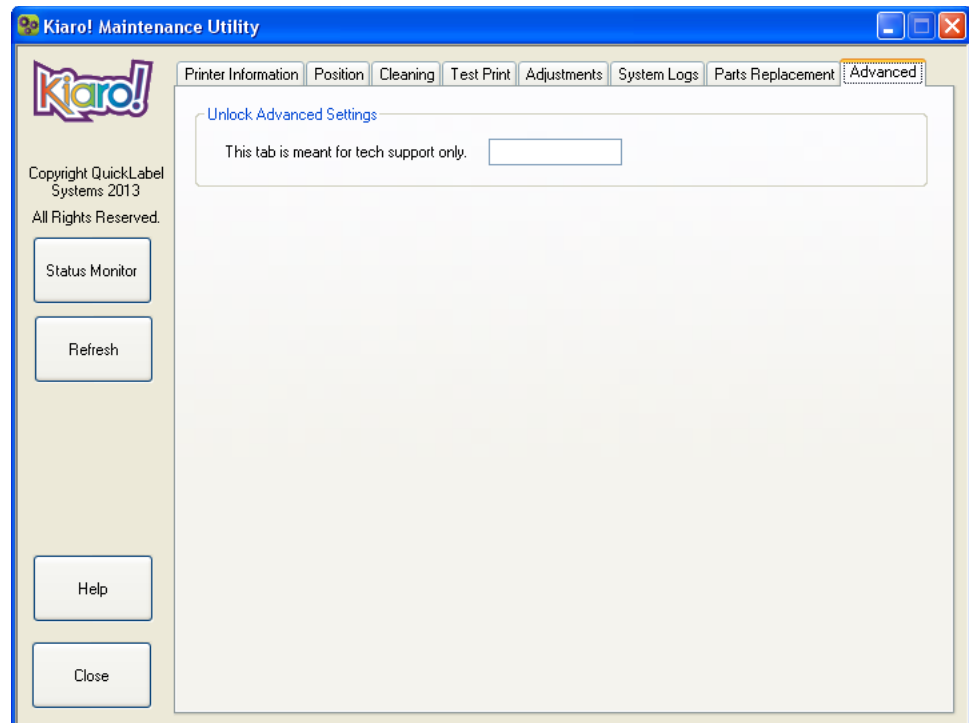 Kiaro! Maintenance Utility
Kiaro!
Printer Information Position Cleaning Test Print Adjustments System Logs Parts Replacement Advanced
Unlock Advanced Settings
This tab is meant for tech support only.
Copyright QuickLabel
Systems 2013
All Rights Reserved.
Status Monitor
Refresh
Help
Close